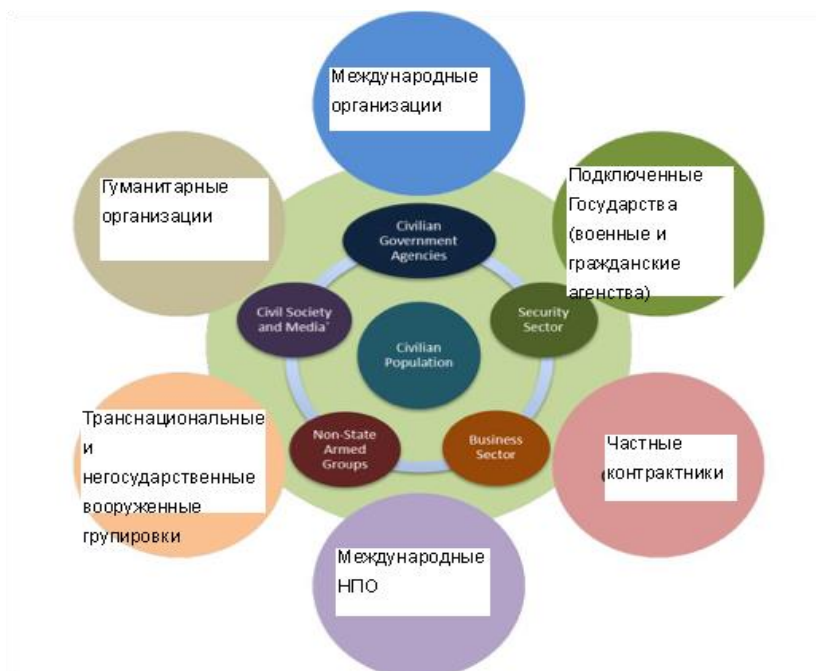 Международные
организации
Гуманитарные
организации
Подключенные
Государства
(военные и
гражданские
агенства)
Civilian
Government
Agencies
Civil Society
and Media*
Security
Sector
Civilian
Population
Non-State
Armed
Groups
Business
Sector
Транснациональные
и
негосударственные
вооруженные
групировки
Частные
(контрактники
Международные
НПО